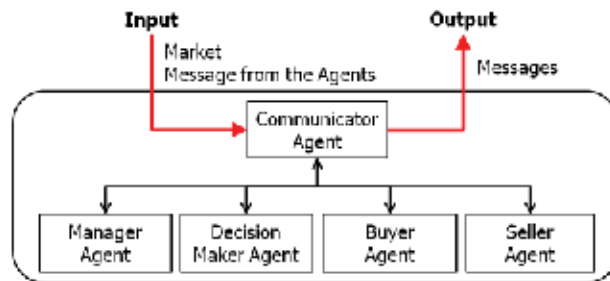 Input
Output
Market
Message from the Agents
Messages
Communicator
Agent
Manager
Agent
Decision
Maker Agent
Buyer
Agent
Seller
Agent